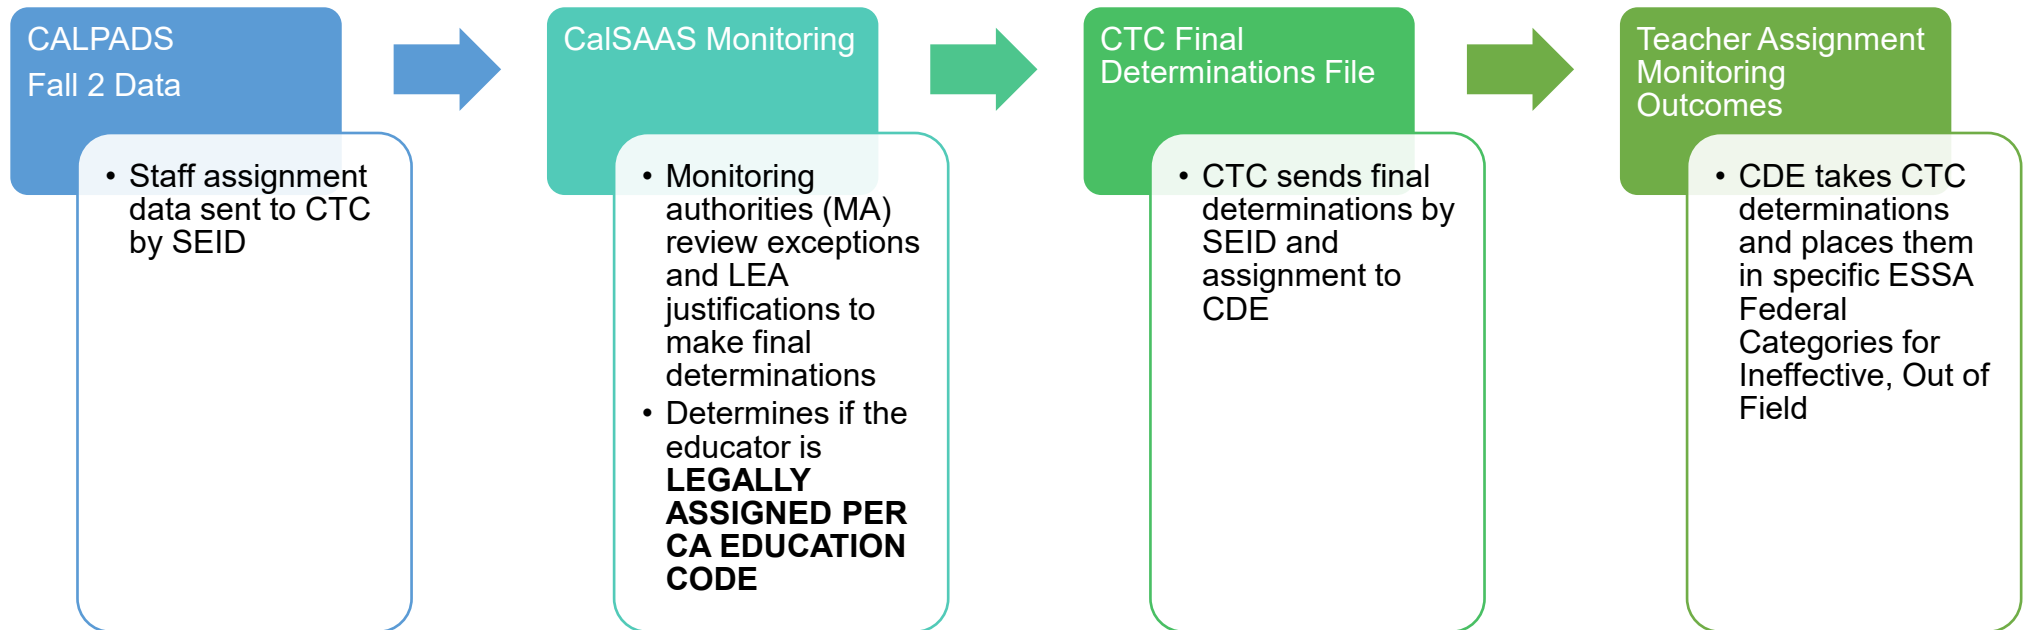 CALPADS
Fall 2 Data
• Staff assignment
data sent to CTC
by SEID
CalSAAS Monitoring
• Monitoring
authorities (MA)
review exceptions
and LEA
justifications to
make final
determinations
• Determines if the
educator is
LEGALLY
ASSIGNED PER
CA EDUCATION
CODE
CTC Final
Determinations File
• CTC sends final
determinations by
SEID and
assignment to
CDE
Teacher Assignment
Monitoring
Outcomes
• CDE takes CTC
determinations
and places them
in specific ESSA
Federal
Categories for
Ineffective, Out of
Field